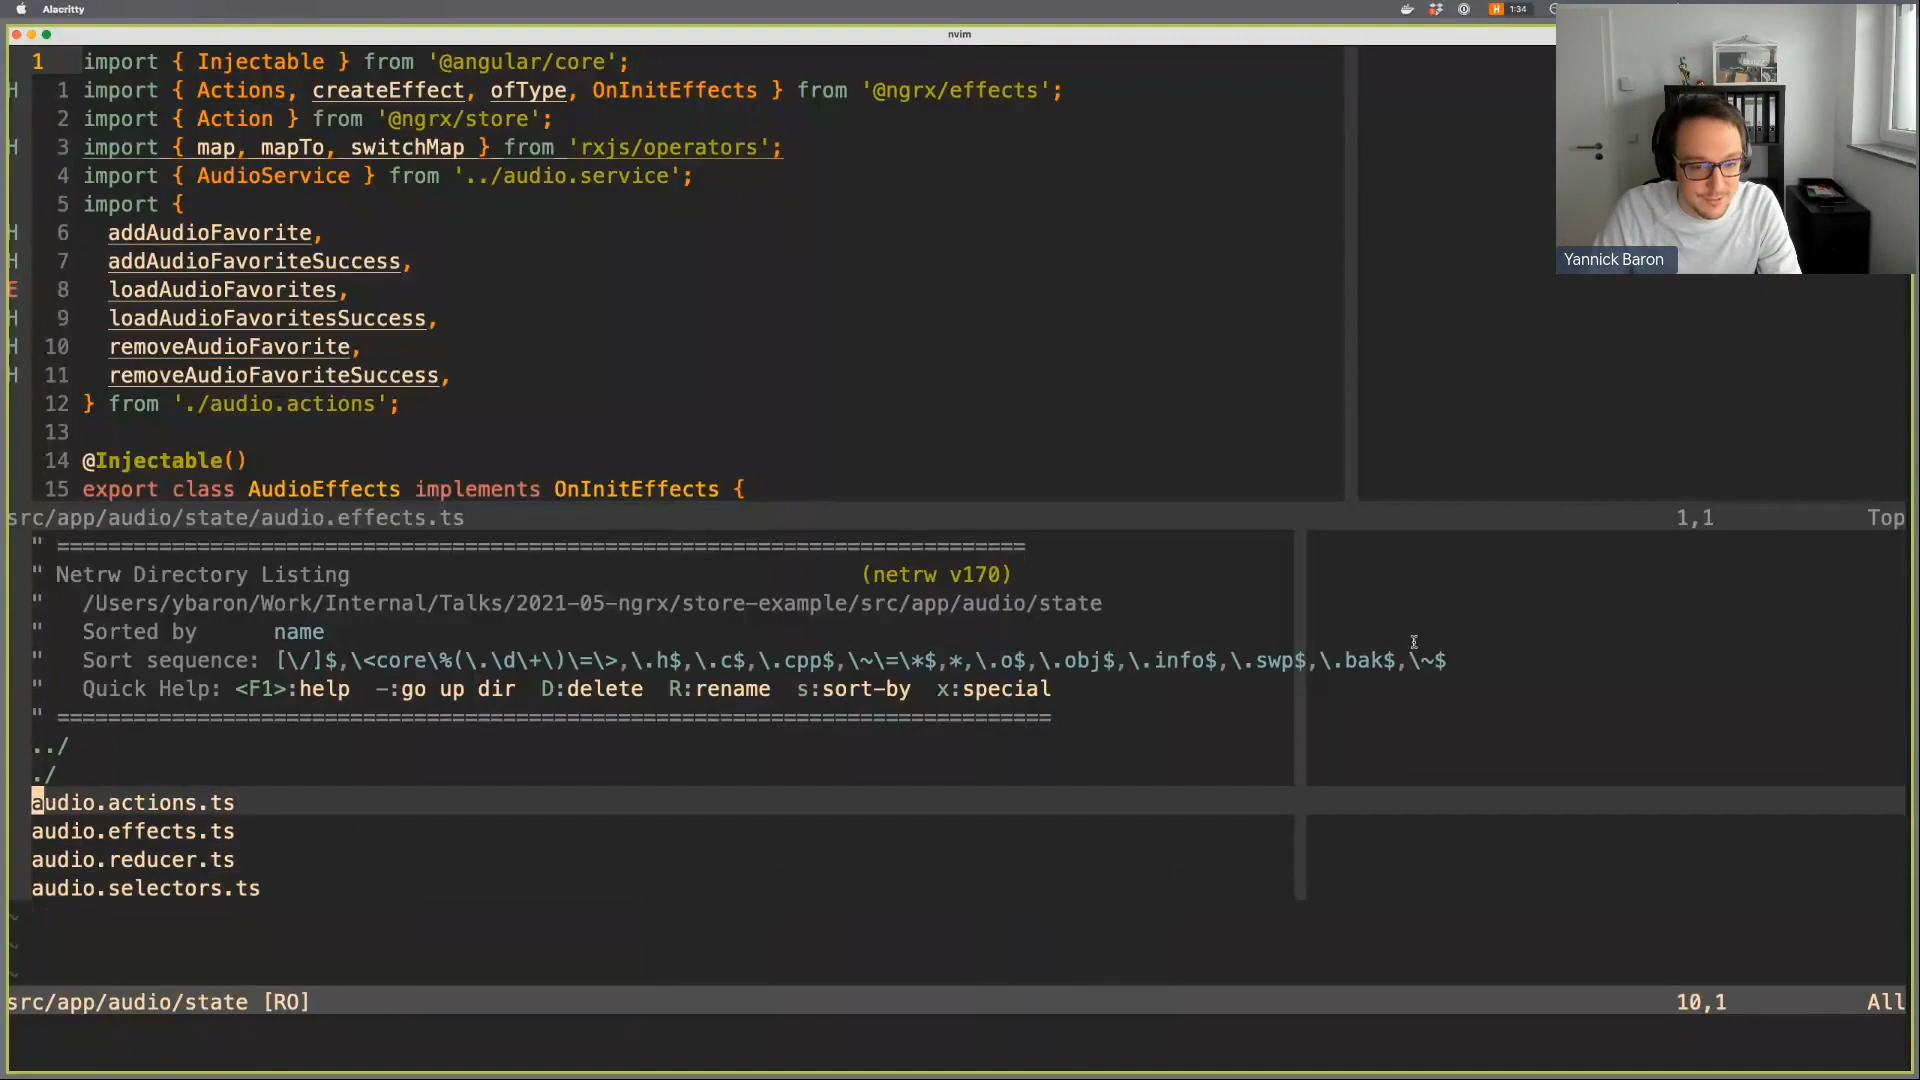 Alacritty
H 1:34
nvim
1 import { Injectable } from '@angular/core';
H 1 import { Actions, createEffect, ofType, OnInitEffects } from '@ngrx/effects';
2 import { Action } from '@ngrx/store';
H 3 import { map, mapTo, switchMap } from 'rxjs/operators';
4 import { AudioService } from '../audio.service';
5 import {
H 6 addAudioFavorite,
H 7 addAudioFavoriteSuccess,
E 8 loadAudioFavorites,
H 9 loadAudioFavoritesSuccess,
H 10 removeAudioFavorite,
H 11 removeAudioFavoriteSuccess,
12 } from './audio.actions';
13
14 @Injectable()
15 export class AudioEffects implements OnInitEffects {
Yannick Baron
src/app/audio/state/audio.effects.ts 1,1 Top
" ============================================================================
" Netrw Directory Listing (netrw v170)
" /Users/ybaron/Work/Internal/Talks/2021-05-ngrx/store-example/src/app/audio/state
" Sorted by name
" Sort sequence: [\/]$,\<core\%(\.\d\+\)\=\>,\.h$,\.c$,\.cpp$,\~\=\*$,*,\.o$,\.obj$,\.info$,\.swp$,\.bak$,\~$
" Quick Help: <F1>:help -:go up dir D:delete R:rename s:sort-by x:special
" ==============================================================================
../
./
audio.actions.ts
audio.effects.ts
audio.reducer.ts
audio.selectors.ts
~
~
~
src/app/audio/state [RO] 10,1 All